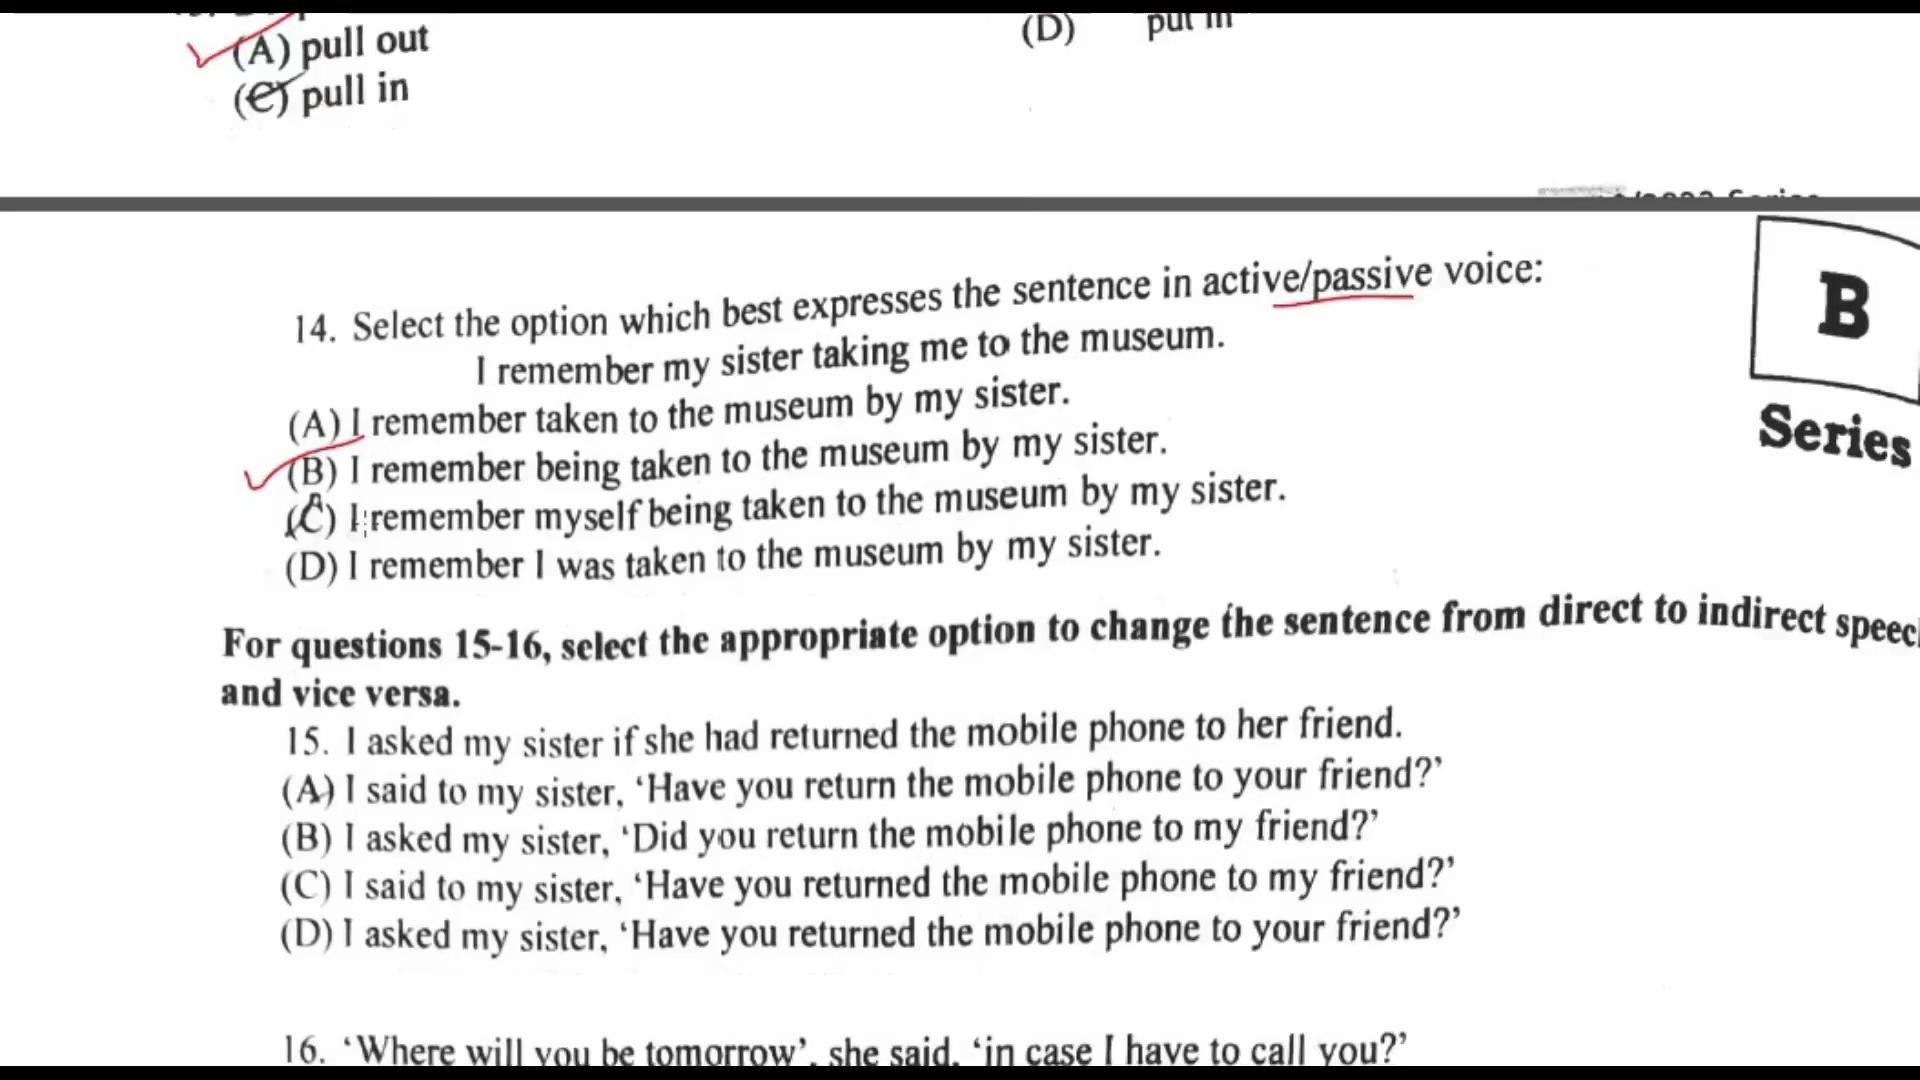 (A) pull out
(D) put in
(C) pull in
B
Series
14. Select the option which best expresses the sentence in active/passive voice:
I remember my sister taking me to the museum.
(A) I remember taken to the museum by my sister.
(B) I remember being taken to the museum by my sister.
(C) I remember myself being taken to the museum by my sister.
(D) I remember I was taken to the museum by my sister.
For questions 15-16, select the appropriate option to change the sentence from direct to indirect speech
and vice versa.
15. I asked my sister if she had returned the mobile phone to her friend.
(A) I said to my sister, ‘Have you return the mobile phone to your friend?’
(B) I asked my sister, ‘Did you return the mobile phone to my friend?’
(C) I said to my sister, ‘Have you returned the mobile phone to my friend?’
(D) I asked my sister, ‘Have you returned the mobile phone to your friend?’
16. ‘Where will you be tomorrow’, she said, ‘in case I have to call you?’